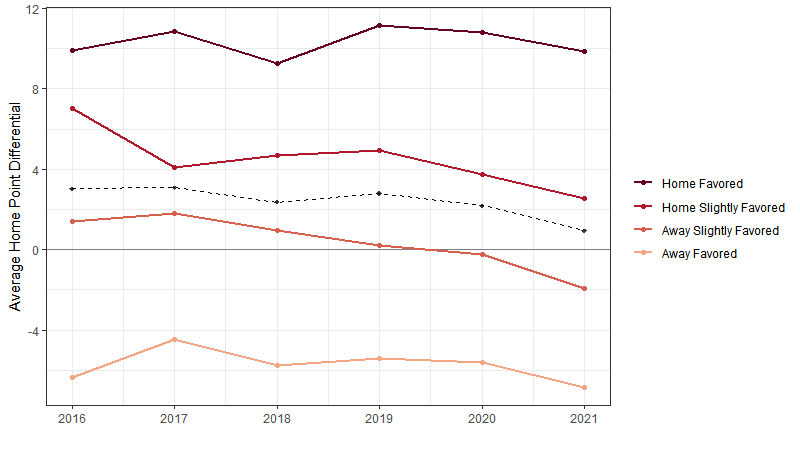 12
8
4
0
-4
Average Home Point Differential
2016 2017 2018 2019 2020 2021
Home Favored
Home Slightly Favored
Away Slightly Favored
Away Favored